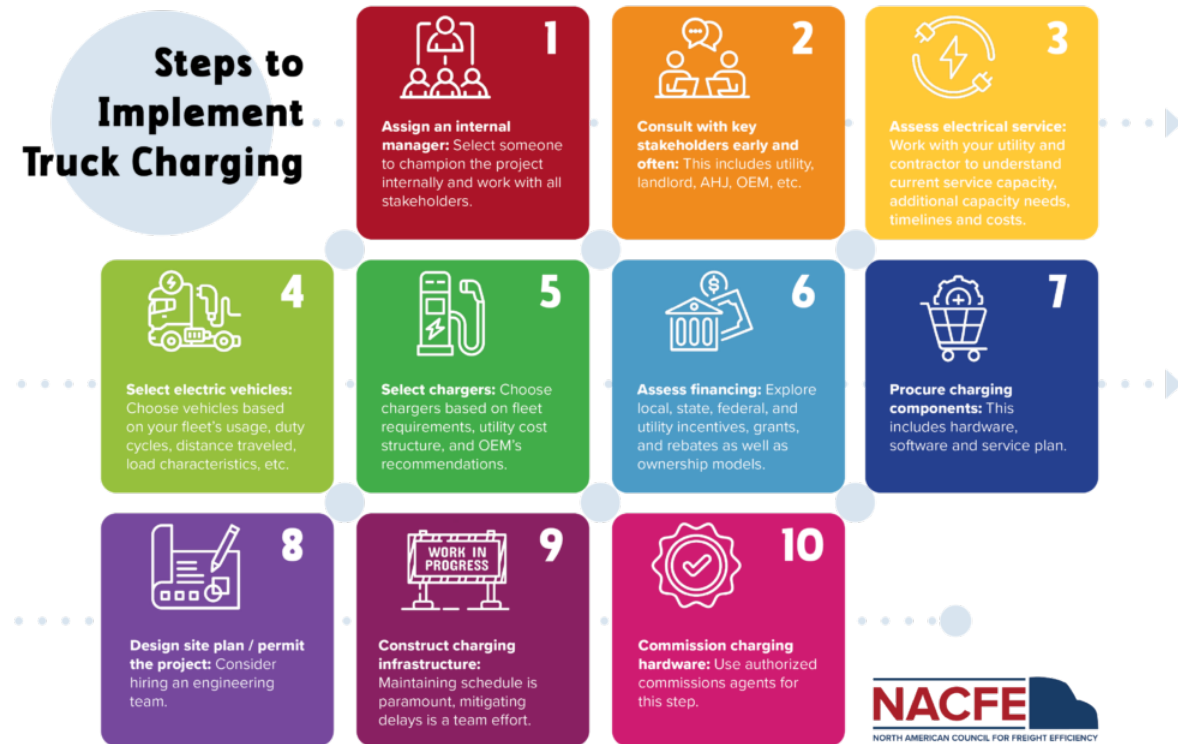 Steps to
Implement
Truck Charging
1
Assign an internal
manager: Select someone
to champion the project
internally and work with all
stakeholders.
2
Consult with key
stakeholders early and
often: This includes utility,
landlord, AHJ, OEM, etc.
3
Assess electrical service:
Work with your utility and
contractor to understand
current service capacity,
additional capacity needs,
timelines and costs.
4
Select electric vehicles:
Choose vehicles based
on your fleet's usage, duty
cycles, distance traveled,
load characteristics, etc.
5
Select chargers: Choose
chargers based on fleet
requirements, utility cost
structure, and OEM's
recommendations.
6
Assess financing: Explore
local, state, federal, and
utility incentives, grants,
and rebates as well as
ownership models.
7
Procure charging
components: This
includes hardware,
software and service plan.
8
Design site plan / permit
the project: Consider
hiring an engineering
team.
WORK IN
PROGRESS
9
Construct charging
infrastructure:
Maintaining schedule is
paramount, mitigating
delays is a team effort.
10
Commission charging
hardware: Use authorized
commissions agents for
this step.
NACFE
NORTH AMERICAN COUNCIL FOR FREIGHT EFFICIENCY